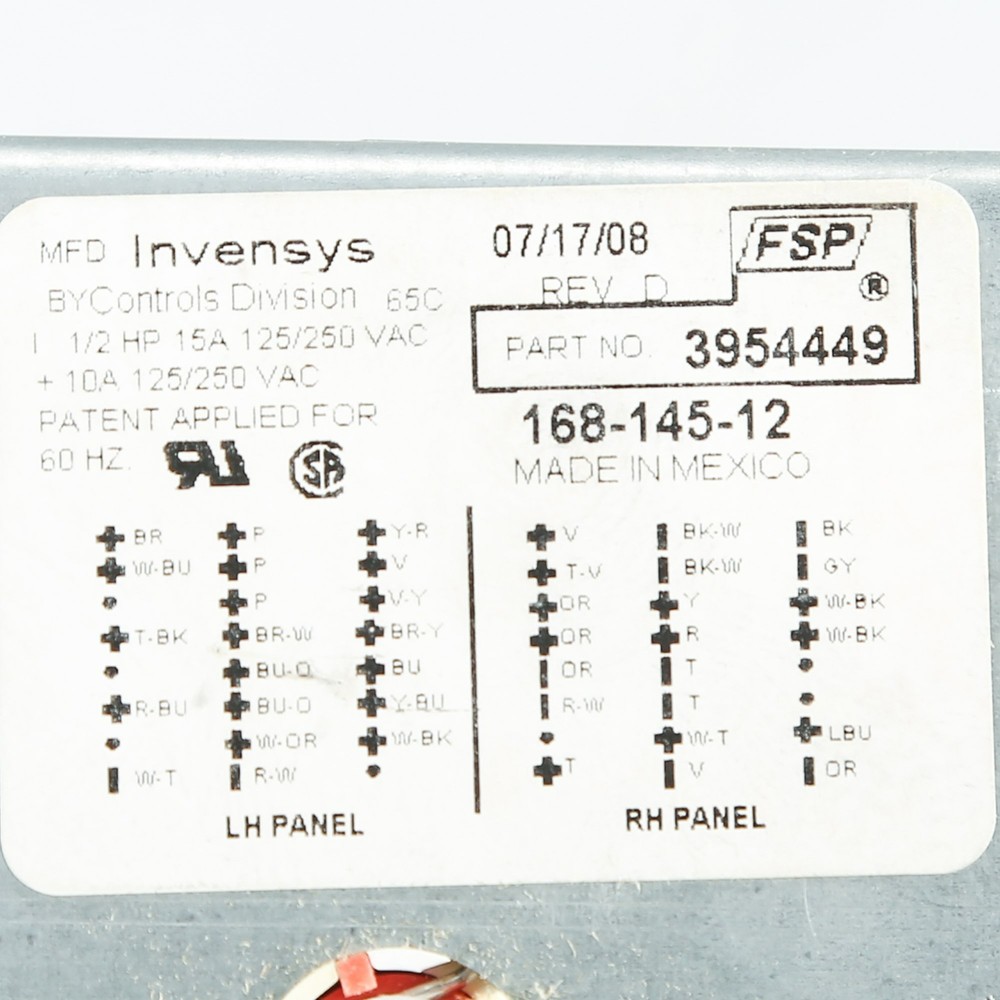 MFD Invensys
BY Controls Division 65C
I 1/2 HP 15A 125/250 VAC
+ 10A 125/250 VAC
PATENT APPLIED FOR
60 HZ.
07/17/08
REV D
FSP®
PART NO. 3954449
168-145-12
MADE IN MEXICO
BR P Y-R
W-BU P V
P V-Y
T-BK BR-W BR-Y
BU-O BU
R-BU BU-O Y-BU
W-OR W-BK
W-T R-W
LH PANEL
V BK-W BK
T-V BK-W GY
OR Y W-BK
OR R W-BK
OR T
R-W T
W-T LBU
T V OR
RH PANEL